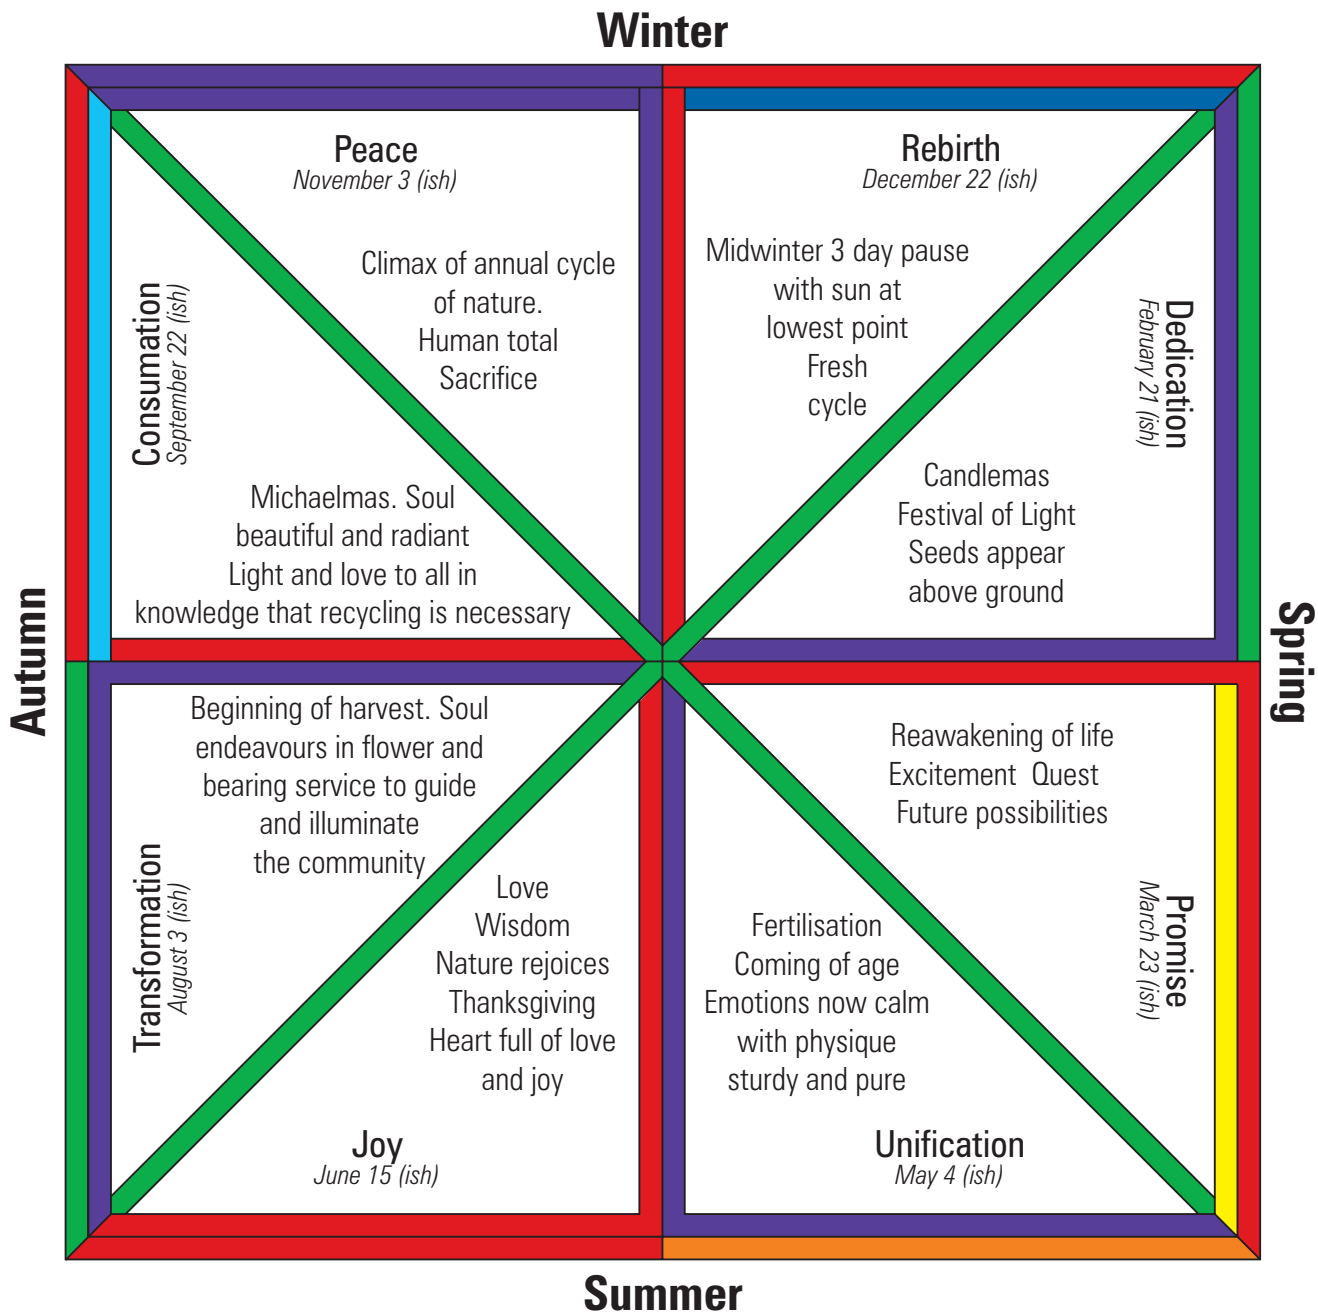 Winter
Peace
November 3 (ish)
Climax of annual cycle
of nature.
Human total
Sacrifice
Rebirth
December 22 (ish)
Midwinter 3 day pause
with sun at
lowest point
Fresh
cycle
Dedication
February 21 (ish)
Candlemas
Festival of Light
Seeds appear
above ground
Spring
Reawakening of life
Excitement Quest
Future possibilities
Promise
March 23 (ish)
Fertilisation
Coming of age
Emotions now calm
with physique
sturdy and pure
Unification
May 4 (ish)
Summer
Love
Wisdom
Nature rejoices
Thanksgiving
Heart full of love
and joy
Joy
June 15 (ish)
Beginning of harvest. Soul
endeavours in flower and
bearing service to guide
and illuminate
the community
Transformation
August 3 (ish)
Autumn
Consumation
September 22 (ish)
Michaelmas. Soul
beautiful and radiant
Light and love to all in
knowledge that recycling is necessary